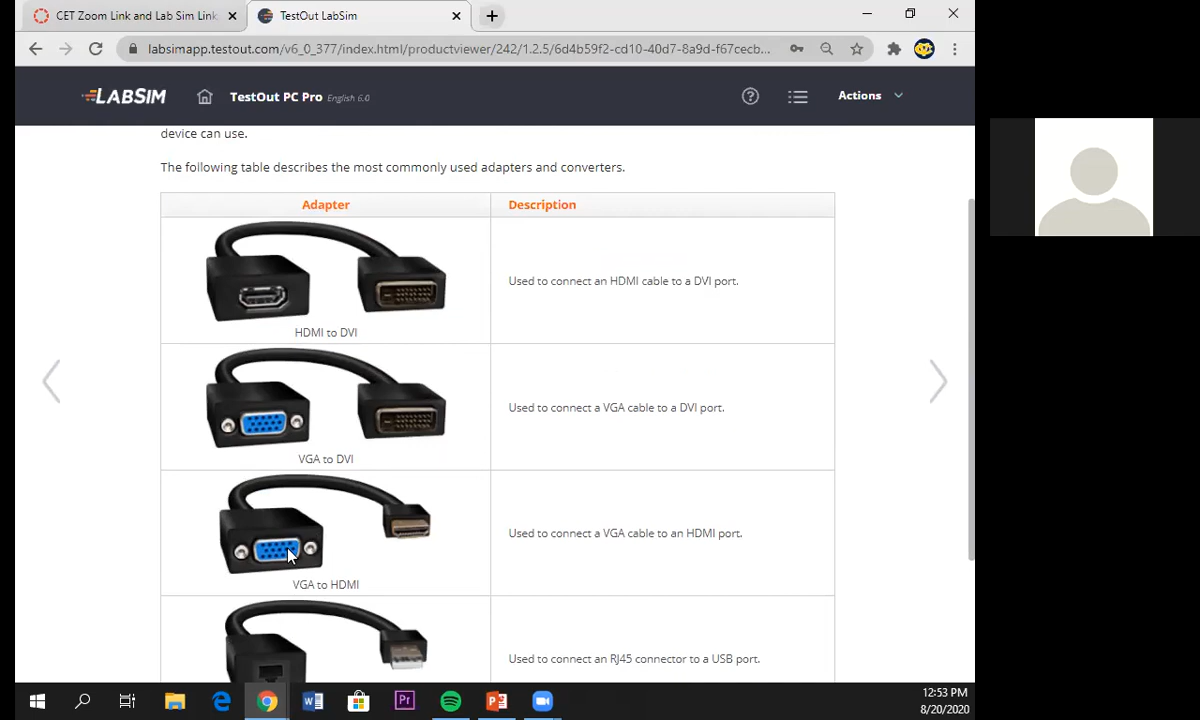 CET Zoom Link and Lab Sim Link
TestOut LabSim
labsimapp.testout.com/v6_0_377/index.html/productviewer/242/1.2.5/6d4b59f2-cd10-40d7-8a9d-f67cecb...
LABSIM
TestOut PC Pro English 6.0
Actions
device can use.
The following table describes the most commonly used adapters and converters.
Adapter Description
HDMI to DVI
Used to connect an HDMI cable to a DVI port.
VGA to DVI
Used to connect a VGA cable to a DVI port.
VGA to HDMI
Used to connect a VGA cable to an HDMI port.
Used to connect an RJ45 connector to a USB port.
12:53 PM
8/20/2020